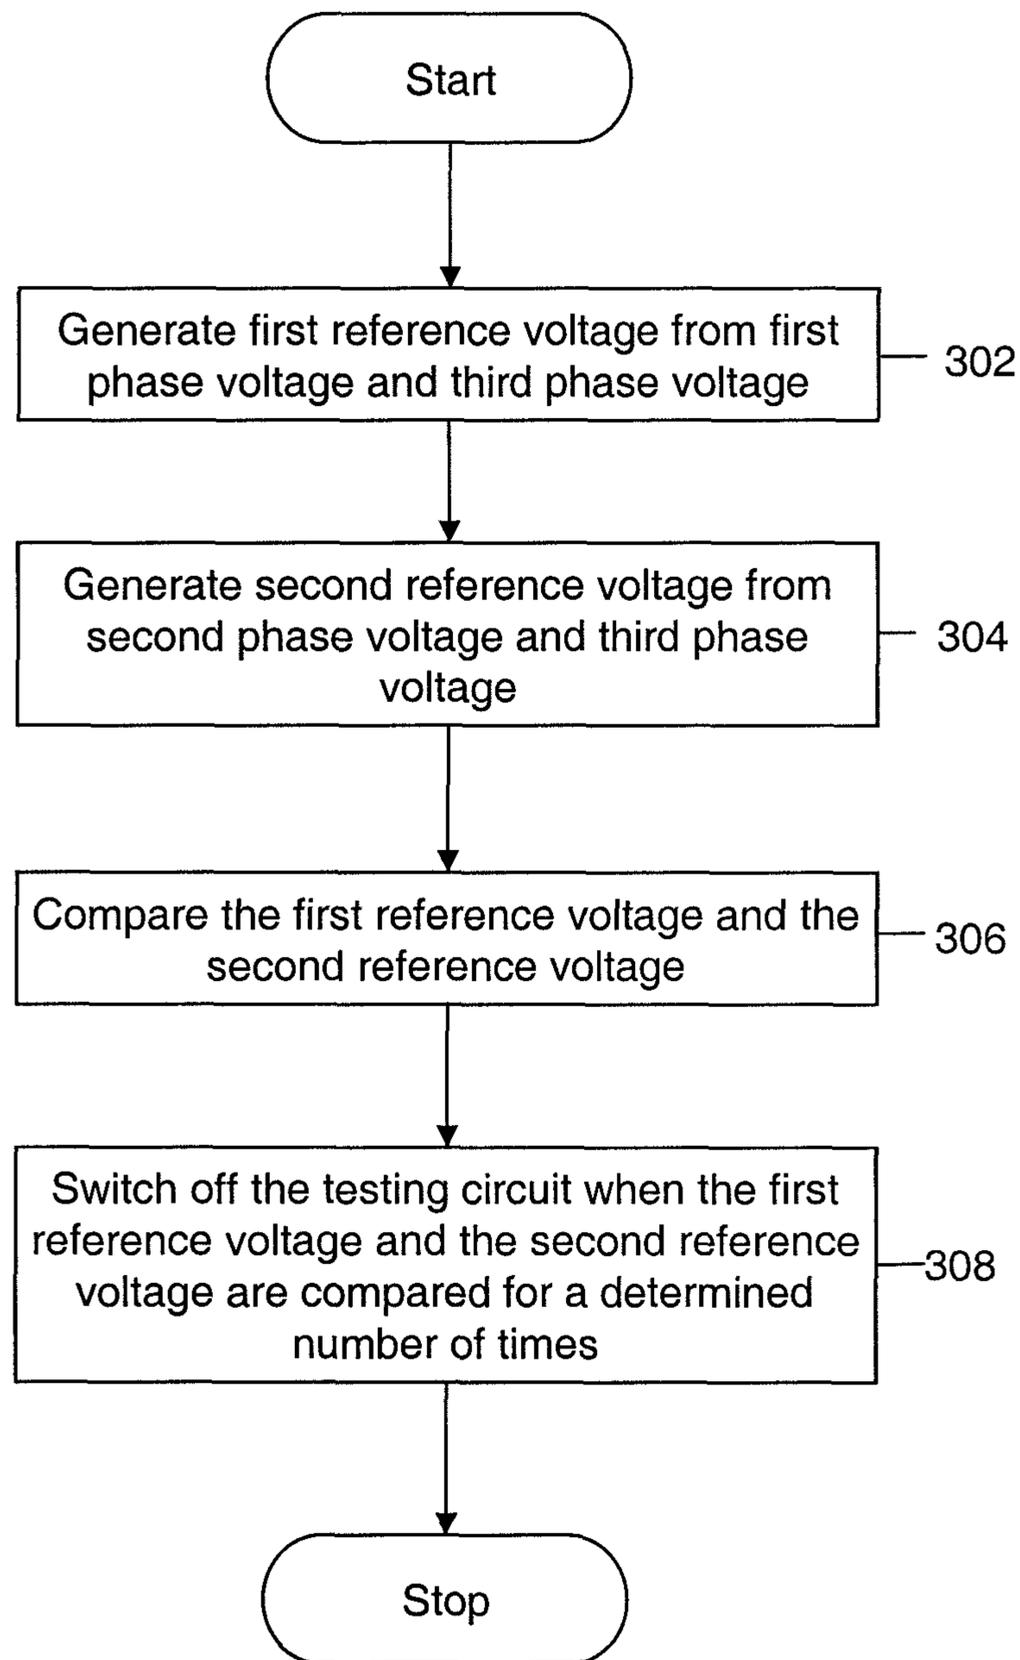 Start
Generate first reference voltage from first
phase voltage and third phase voltage
302
Generate second reference voltage from
second phase voltage and third phase
voltage
304
Compare the first reference voltage and the
second reference voltage
306
Switch off the testing circuit when the first
reference voltage and the second reference
voltage are compared for a determined
number of times
308
Stop